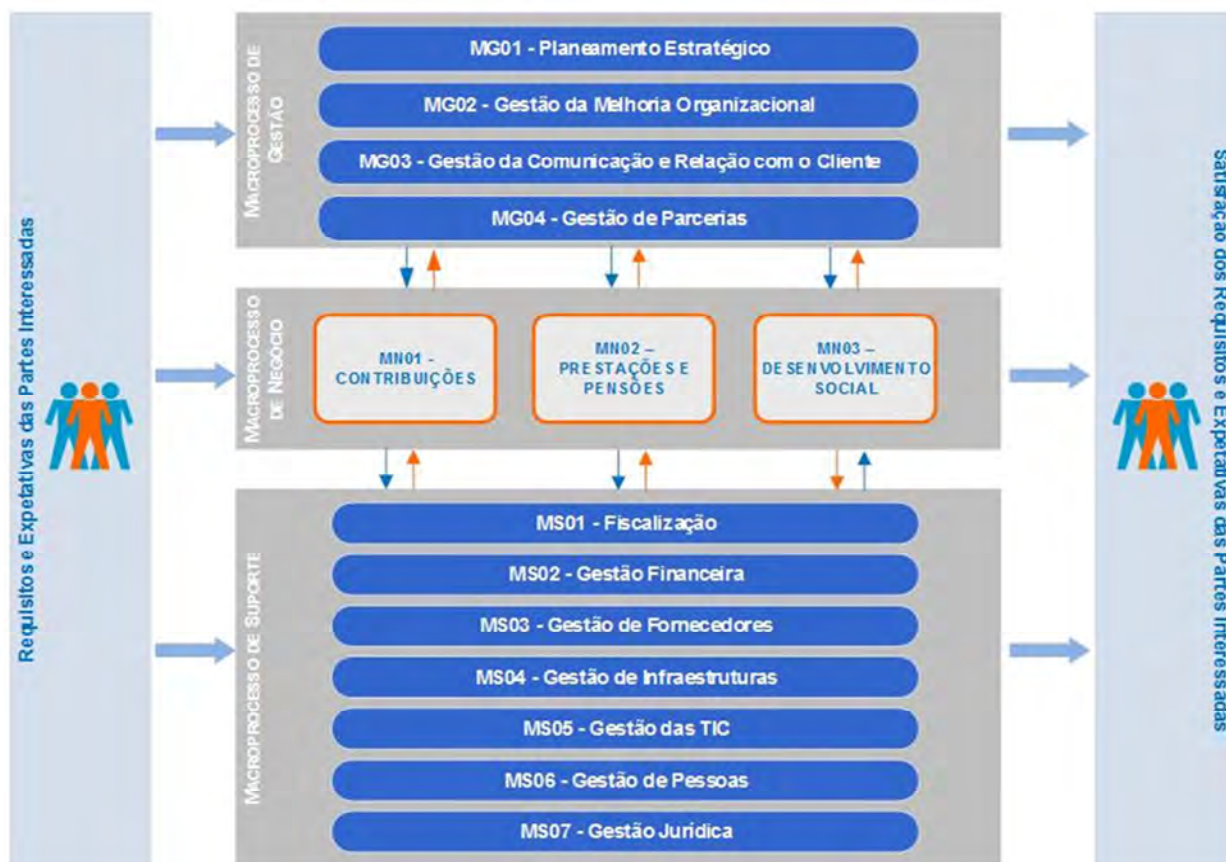 Requisitos e Expetativas das Partes Interessadas
MACROPROCESSO DE
GESTÃO
MG01 - Planeamento Estratégico
MG02 - Gestão da Melhoria Organizacional
MG03 - Gestão da Comunicação e Relação com o Cliente
MG04 - Gestão de Parcerias
MACROPROCESSO
DE NEGÓCIO
MN01 -
CONTRIBUIÇÕES
MN02 –
PRESTAÇÕES E
PENSÕES
MN03 –
DESENVOLVIMENTO
SOCIAL
MACROPROCESSO DE SUPORTE
MS01 - Fiscalização
MS02 - Gestão Financeira
MS03 - Gestão de Fornecedores
MS04 - Gestão de Infraestruturas
MS05 - Gestão das TIC
MS06 - Gestão de Pessoas
MS07 - Gestão Jurídica
Satisfação dos Requisitos e Expetativas das Partes Interessadas